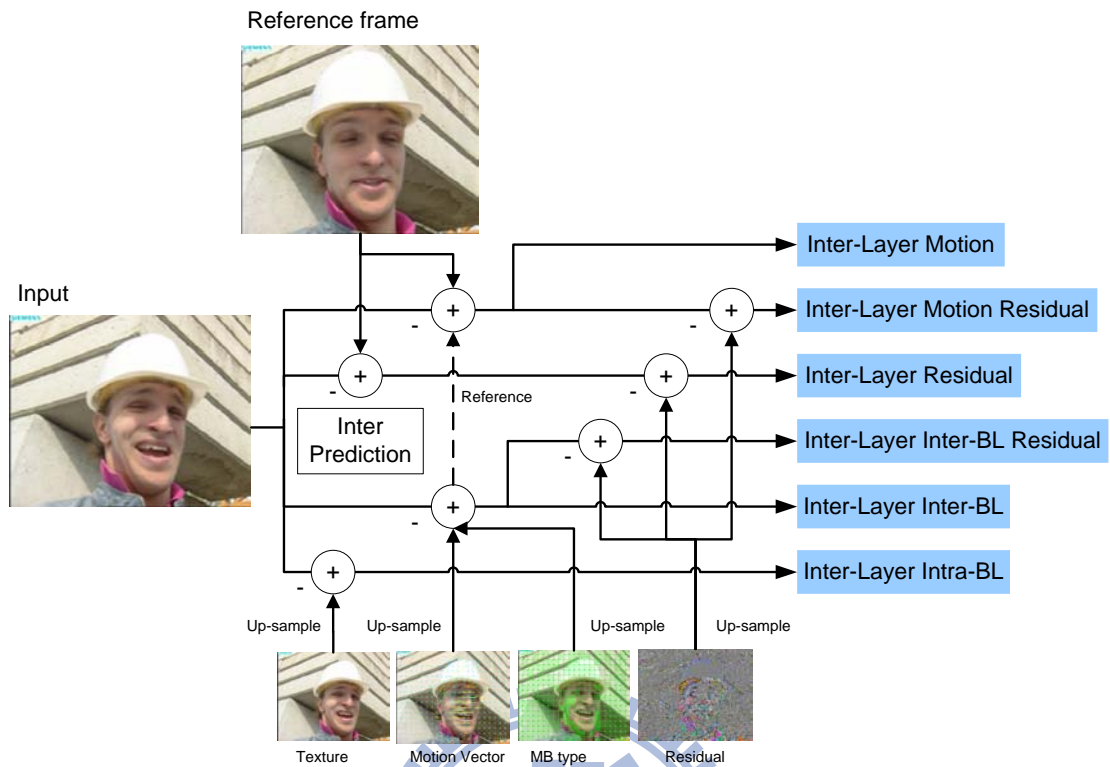 Reference frame
Inter-Layer Motion
Input
Inter-Layer Motion Residual
Inter-Layer Residual
Reference
Inter
Prediction
Inter-Layer Inter-BL Residual
Inter-Layer Inter-BL
Inter-Layer Intra-BL
Up-sample
Up-sample
Up-sample
Up-sample
Texture
Motion Vector
MB type
Residual